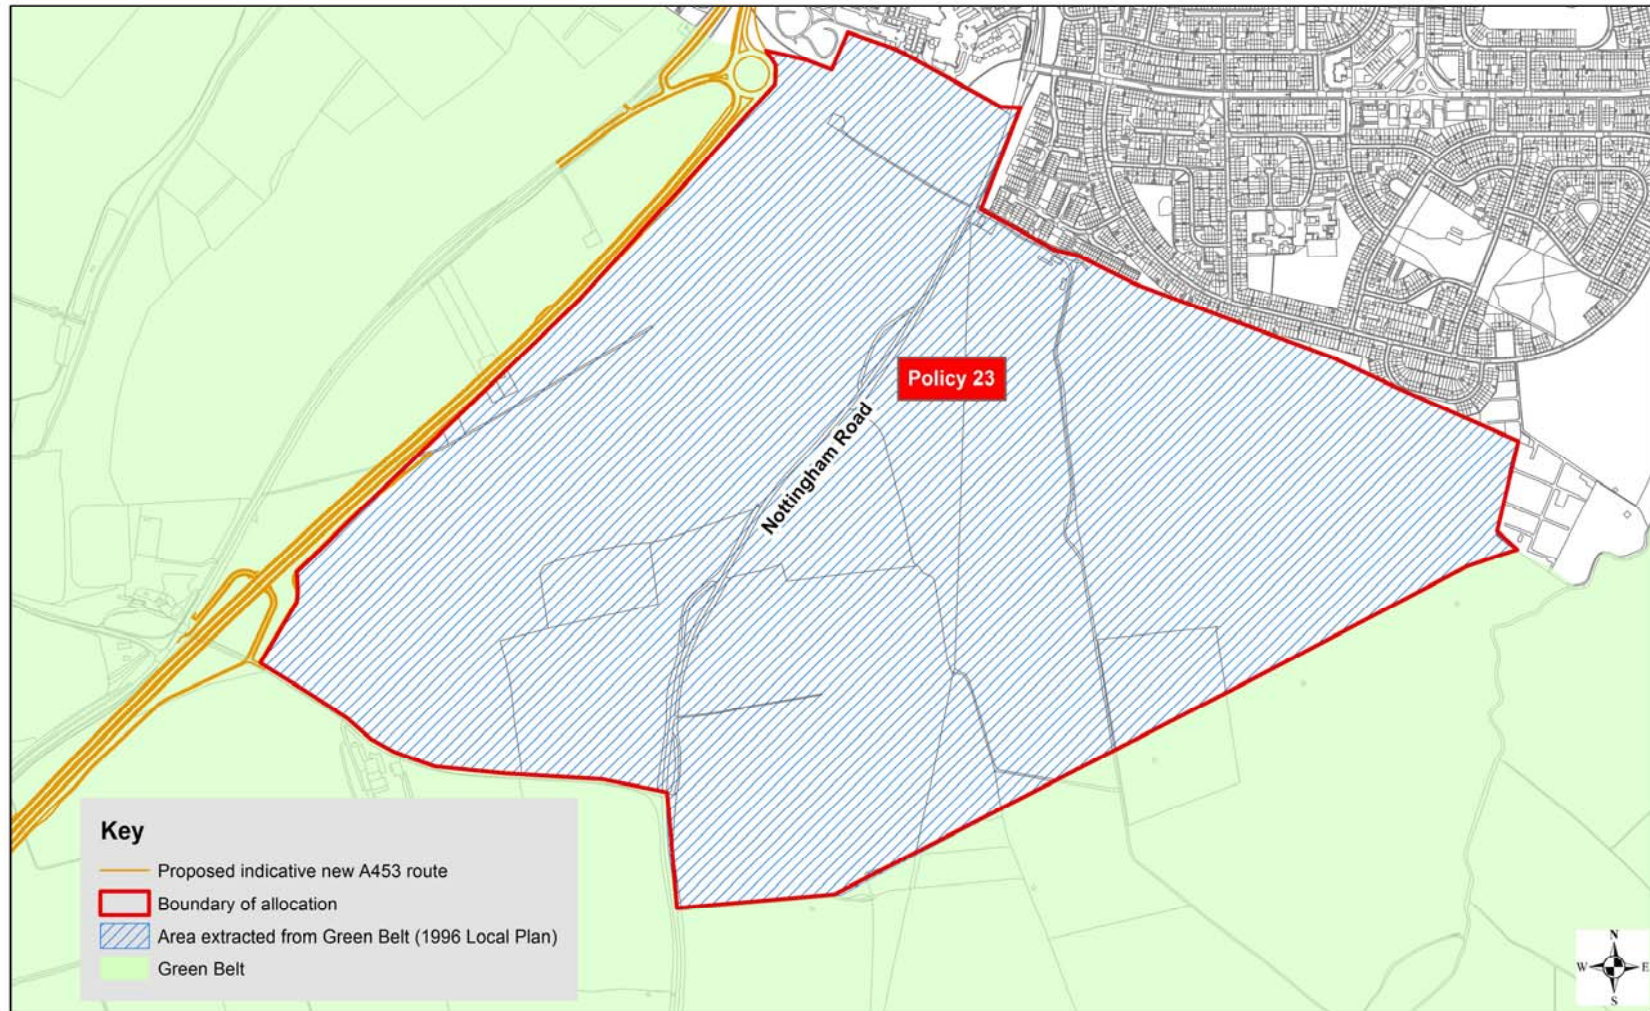 Policy 23
Nottingham Road
Key
Proposed indicative new A453 route
Boundary of allocation
Area extracted from Green Belt (1996 Local Plan)
Green Belt
N
W E
S